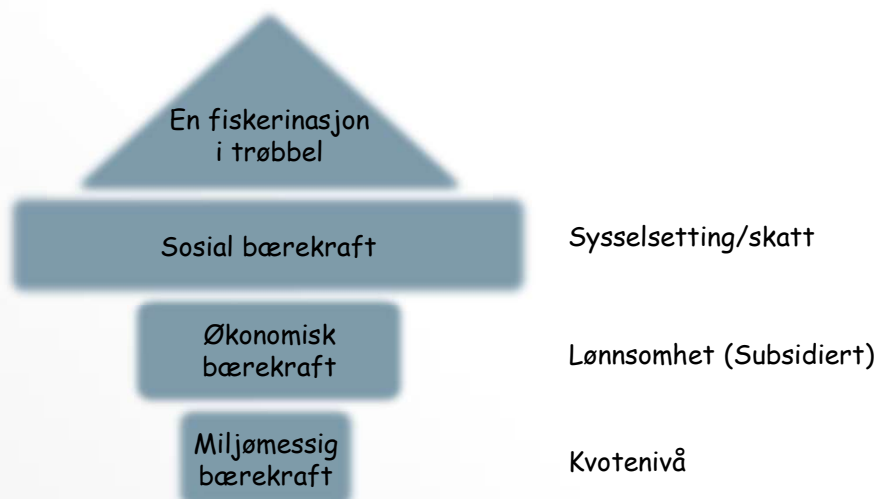 En fiskerinasjon
i trøbbel
Sosial bærekraft
Sysselsetting/skatt
Økonomisk
bærekraft
Lønnsomhet (Subsidiert)
Miljømessig
bærekraft
Kvotenivå